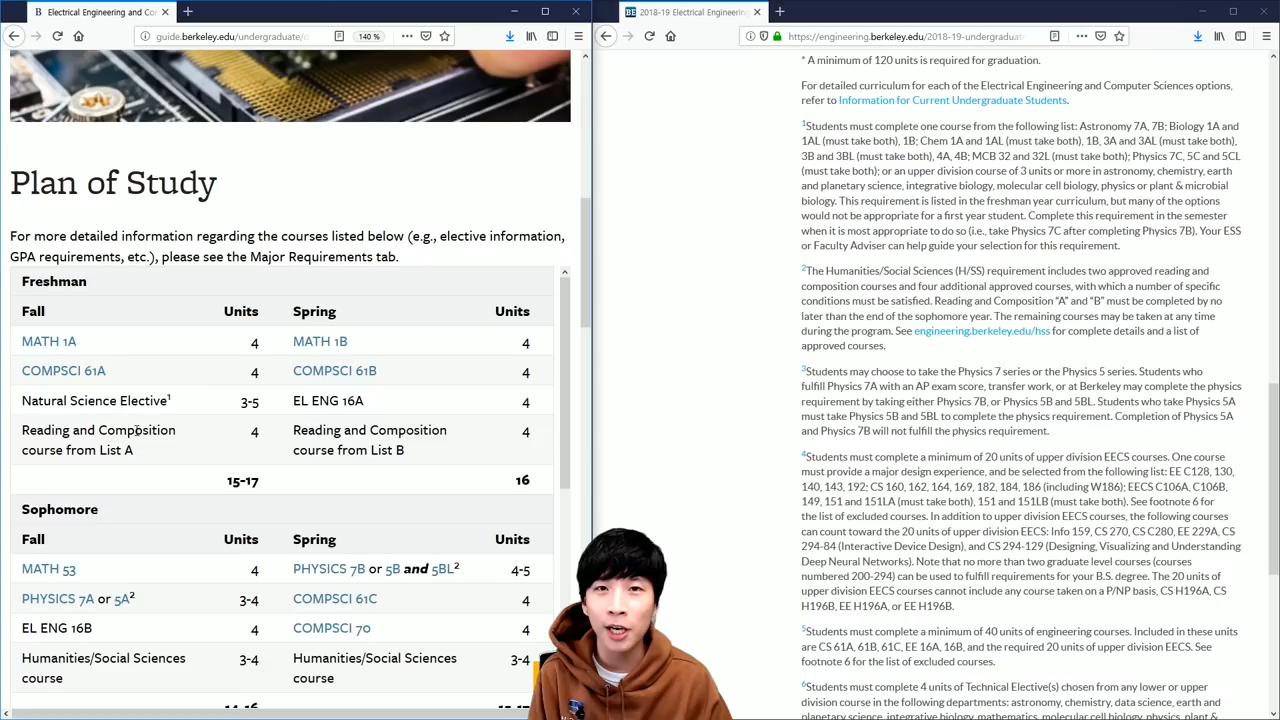 B Electrical Engineering and Co
guide.berkeley.edu/undergraduate/d
140 %
Plan of Study
For more detailed information regarding the courses listed below (e.g., elective information,
GPA requirements, etc.), please see the Major Requirements tab.
Freshman
Fall Units Spring Units
MATH 1A 4 MATH 1B 4
COMPSCI 61A 4 COMPSCI 61B 4
Natural Science Elective1 3-5 EL ENG 16A 4
Reading and Composition 4 Reading and Composition 4
course from List A course from List B
15-17 16
Sophomore
Fall Units Spring Units
MATH 53 4 PHYSICS 7B or 5B and 5BL2 4-5
PHYSICS 7A or 5A2 3-4 COMPSCI 61C 4
EL ENG 16B 4 COMPSCI 70 4
Humanities/Social Sciences 3-4 Humanities/Social Sciences 3-4
course course
BE 2018-19 Electrical Engineering
https://engineering.berkeley.edu/2018-19-undergraduate
* A minimum of 120 units is required for graduation.
For detailed curriculum for each of the Electrical Engineering and Computer Sciences options,
refer to Information for Current Undergraduate Students.
1Students must complete one course from the following list: Astronomy 7A, 7B; Biology 1A and
1AL (must take both), 1B; Chem 1A and 1AL (must take both), 1B, 3A and 3AL (must take both),
3B and 3BL (must take both), 4A, 4B; MCB 32 and 32L (must take both); Physics 7C, 5C and 5CL
(must take both); or an upper division course of 3 units or more in astronomy, chemistry, earth
and planetary science, integrative biology, molecular cell biology, physics or plant & microbial
biology. This requirement is listed in the freshman year curriculum, but many of the options
would not be appropriate for a first year student. Complete this requirement in the semester
when it is most appropriate to do so (i.e., take Physics 7C after completing Physics 7B). Your ESS
or Faculty Adviser can help guide your selection for this requirement.
2The Humanities/Social Sciences (H/SS) requirement includes two approved reading and
composition courses and four additional approved courses, with which a number of specific
conditions must be satisfied. Reading and Composition “A” and “B” must be completed by no
later than the end of the sophomore year. The remaining courses may be taken at any time
during the program. See engineering.berkeley.edu/hss for complete details and a list of
approved courses.
3Students may choose to take the Physics 7 series or the Physics 5 series. Students who
fulfill Physics 7A with an AP exam score, transfer work, or at Berkeley may complete the physics
requirement by taking either Physics 7B, or Physics 5B and 5BL. Students who take Physics 5A
must take Physics 5B and 5BL to complete the physics requirement. Completion of Physics 5A
and Physics 7B will not fulfill the physics requirement.
4Students must complete a minimum of 20 units of upper division EECS courses. One course
must provide a major design experience, and be selected from the following list: EE C128, 130,
140, 143, 192; CS 160, 162, 164, 169, 182, 184, 186 (including W186); EECS C106A, C106B,
149, 151 and 151LA (must take both), 151 and 151LB (must take both). See footnote 6 for
the list of excluded courses. In addition to upper division EECS courses, the following courses
can count toward the 20 units of upper division EECS: Info 159, CS 270, CS C280, EE 229A, CS
294-84 (Interactive Device Design), and CS 294-129 (Designing, Visualizing and Understanding
Deep Neural Networks). Note that no more than two graduate level courses (courses
numbered 200-294) can be used to fulfill requirements for your B.S. degree. The 20 units of
upper division EECS courses cannot include any course taken on a P/NP basis, CS H196A, CS
H196B, EE H196A, or EE H196B.
5Students must complete a minimum of 40 units of engineering courses. Included in these units
are CS 61A, 61B, 61C, EE 16A, 16B, and the required 20 units of upper division EECS. See
footnote 6 for the list of excluded courses.
6Students must complete 4 units of Technical Elective(s) chosen from any lower or upper
division course in the following departments: astronomy, chemistry, data science, earth and
planetary science, integrative biology, mathematics, molecular cell biology, physics, plant &